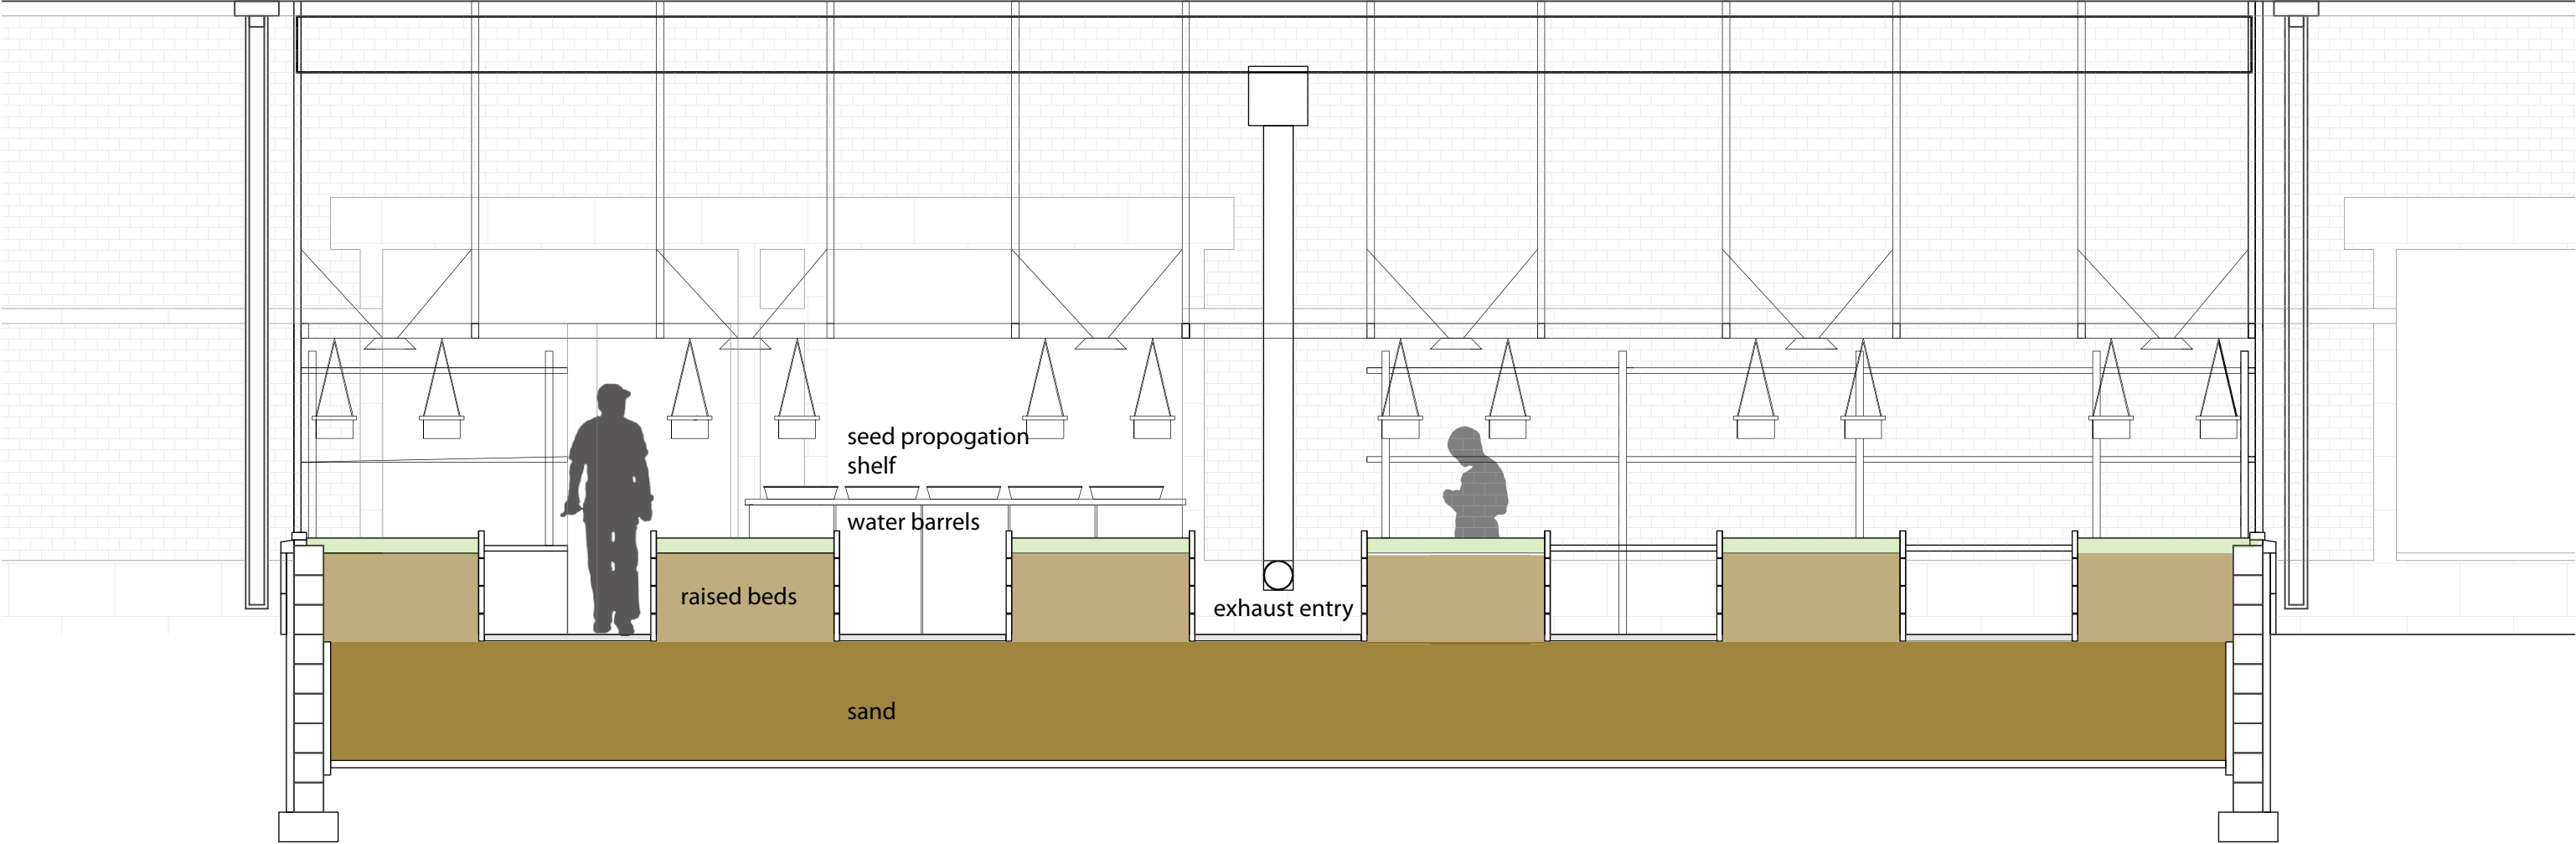 seed propogation
shelf
water barrels
raised beds
exhaust entry
sand